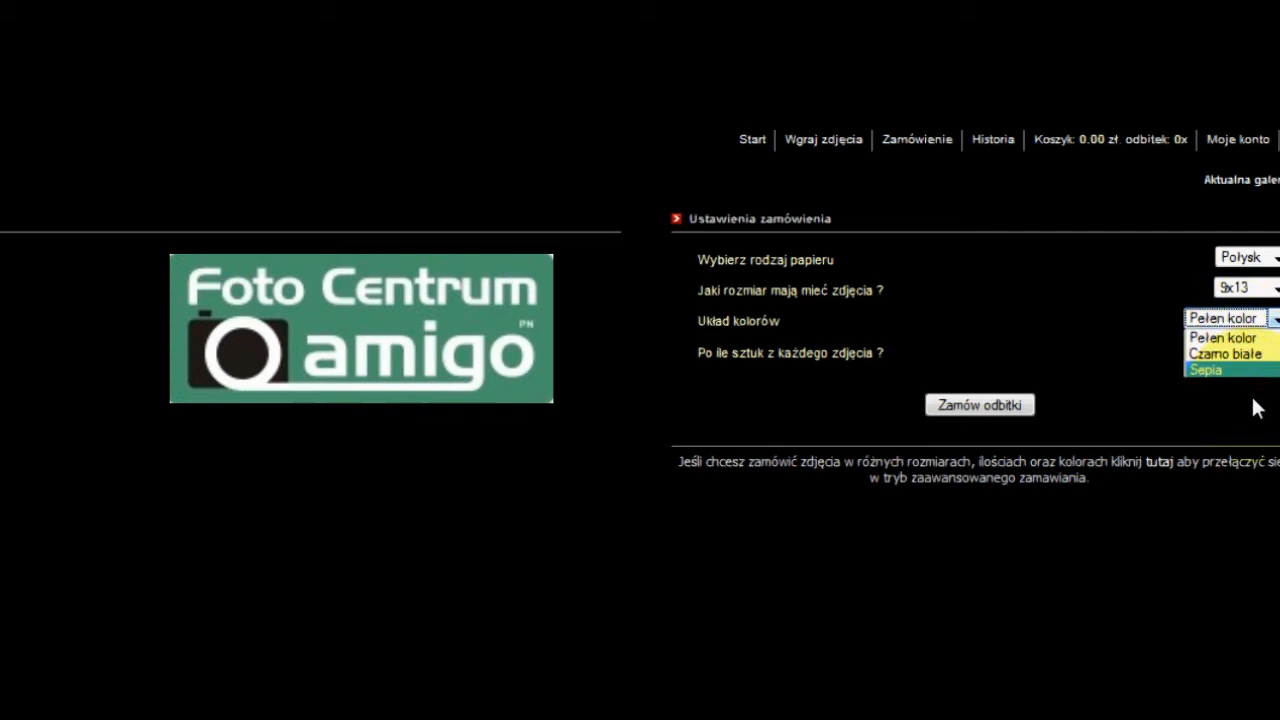 Start | Wgraj zdjęcia | Zamówienie | Historia | Koszyk: 0.00 zł. odbitek: 0x | Moje konto
Aktualna galer
Ustawienia zamówienia
Foto Centrum
amigo PN
Wybierz rodzaj papieru Połysk
Jaki rozmiar mają mieć zdjęcia ? 9x13
Układ kolorów Pełen kolor
Pełen kolor
Czarno białe
Sepia
Po ile sztuk z każdego zdjęcia ?
Zamów odbitki
Jeśli chcesz zamówić zdjęcia w różnych rozmiarach, ilościach oraz kolorach kliknij tutaj aby przełączyć się
w tryb zaawansowanego zamawiania.